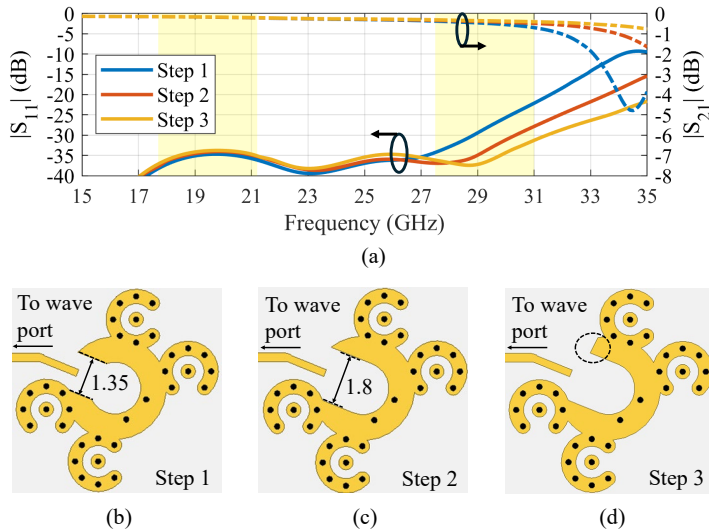 0 0
-5 -1
-10 -2
-15 -3
-20 -4
-25 -5
-30 -6
-35 -7
-40 -8
|S11| (dB)
|S21| (dB)
Step 1
Step 2
Step 3
15 17 19 21 23 25 27 29 31 33 35
Frequency (GHz)
(a)
To wave
port
1.35
Step 1
To wave
port
1.8
Step 2
To wave
port
Step 3
(b) (c) (d)